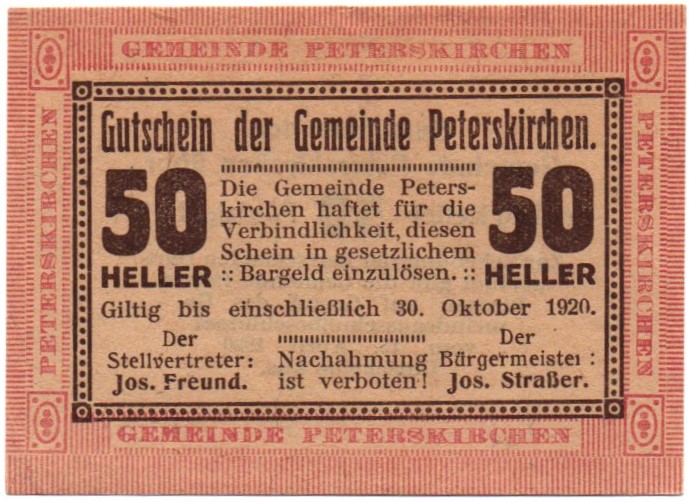 GEMEINDE PETERSKIRCHEN
PETERSKIRCHEN
PETERSKIRCHEN
Gutschein der Gemeinde Peterskirchen.
50
HELLER
Die Gemeinde Peters-
kirchen haftet für die
Verbindlichkeit, diesen
Schein in gesetzlichem
:: Bargeld einzulösen. ::
50
HELLER
Giltig bis einschließlich 30. Oktober 1920.
Der
Stellvertreter:
Jos. Freund.
Nachahmung
ist verboten!
Der
Bürgermeister:
Jos. Straßer.
GEMEINDE PETERSKIRCHEN